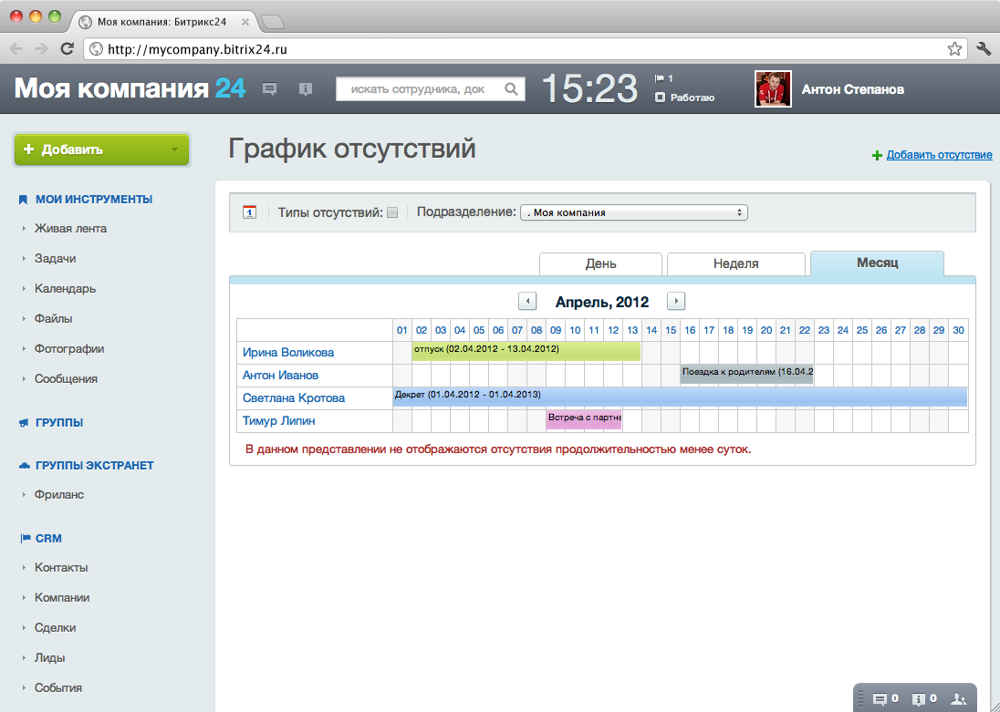 Моя компания: Битрикс24
http://mycompany.bitrix24.ru
Моя компания 24
искать сотрудника, док
15:23
1
Работаю
Антон Степанов
Добавить
МОИ ИНСТРУМЕНТЫ
Живая лента
Задачи
Календарь
Файлы
Фотографии
Сообщения
ГРУППЫ
ГРУППЫ ЭКСТРАНЕТ
Фриланс
CRM
Контакты
Компании
Сделки
Лиды
События
График отсутствий
Добавить отсутствие
1 Типы отсутствий: Подразделение: . Моя компания
День Неделя Месяц
Апрель, 2012
01 02 03 04 05 06 07 08 09 10 11 12 13 14 15 16 17 18 19 20 21 22 23 24 25 26 27 28 29 30
Ирина Воликова отпуск (02.04.2012 - 13.04.2012)
Антон Иванов Поездка к родителям (16.04.2
Светлана Кротова Декрет (01.04.2012 - 01.04.2013)
Тимур Липин Встреча с партне
В данном представлении не отображаются отсутствия продолжительностью менее суток.
0 0